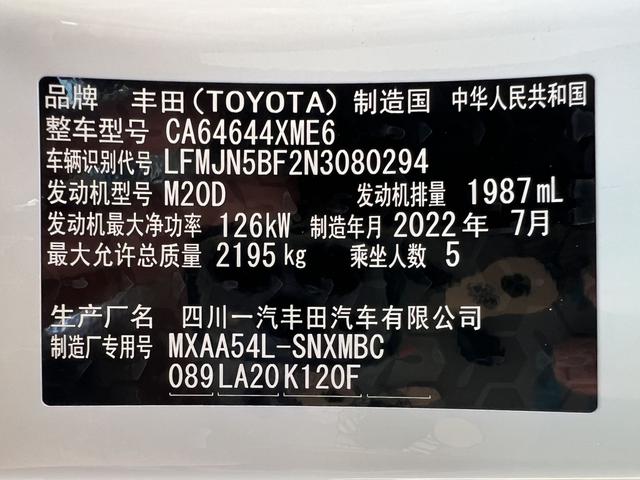 品牌 丰田(TOYOTA) 制造国 中华人民共和国
整车型号 CA64644XME6
车辆识别代号 LFMJN5BF2N3080294
发动机型号 M20D 发动机排量 1987mL
发动机最大净功率 126kW 制造年月 2022年 7月
最大允许总质量 2195kg 乘坐人数 5
生产厂名 四川一汽丰田汽车有限公司
制造厂专用号 MXAA54L-SNXMBC
089LA20K120F